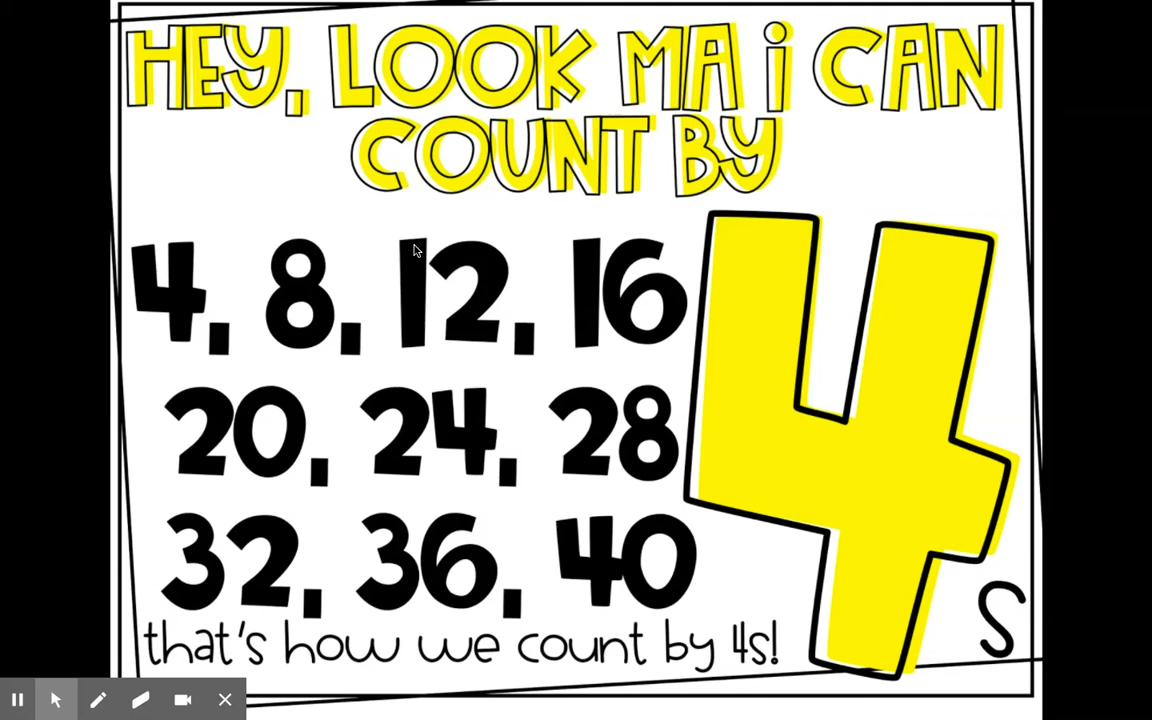 HEY, LOOK MA i CAN
COUNT BY
4, 8, 12, 16
20, 24, 28
32, 36, 40
4s
that's how we count by 4s!